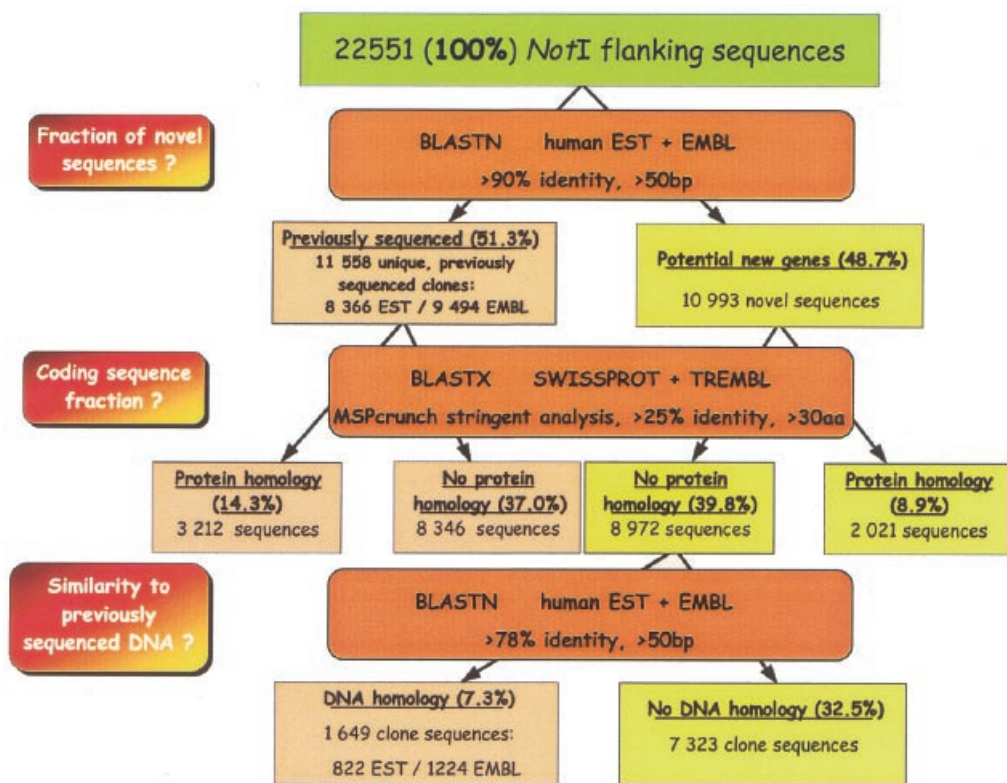 22551 (100%) NotI flanking sequences
Fraction of novel
sequences ?
BLASTN human EST + EMBL
>90% identity, >50bp
Previously sequenced (51.3%)
11 558 unique, previously
sequenced clones:
8 366 EST / 9 494 EMBL
Potential new genes (48.7%)
10 993 novel sequences
Coding sequence
fraction ?
BLASTX SWISSPROT + TREMBL
MSPcrunch stringent analysis, >25% identity, >30aa
Protein homology
(14.3%)
3 212 sequences
No protein
homology (37.0%)
8 346 sequences
No protein
homology (39.8%)
8 972 sequences
Protein homology
(8.9%)
2 021 sequences
Similarity to
previously
sequenced DNA ?
BLASTN human EST + EMBL
>78% identity, >50bp
DNA homology (7.3%)
1 649 clone sequences:
822 EST / 1224 EMBL
No DNA homology (32.5%)
7 323 clone sequences